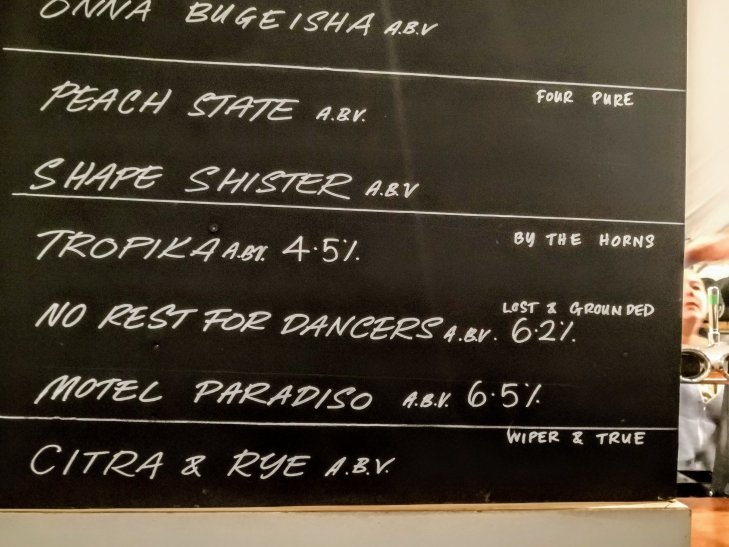 ONNA BUGEISHA A.B.V
FOUR PURE
PEACH STATE A.B.V.
SHAPE SHISTER A.B.V
BY THE HORNS
TROPIKA A.B.V. 4.5%
LOST & GROUNDED
NO REST FOR DANCERS A.B.V. 6.2%
MOTEL PARADISO A.B.V. 6.5%
WIPER & TRUE
CITRA & RYE A.B.V.